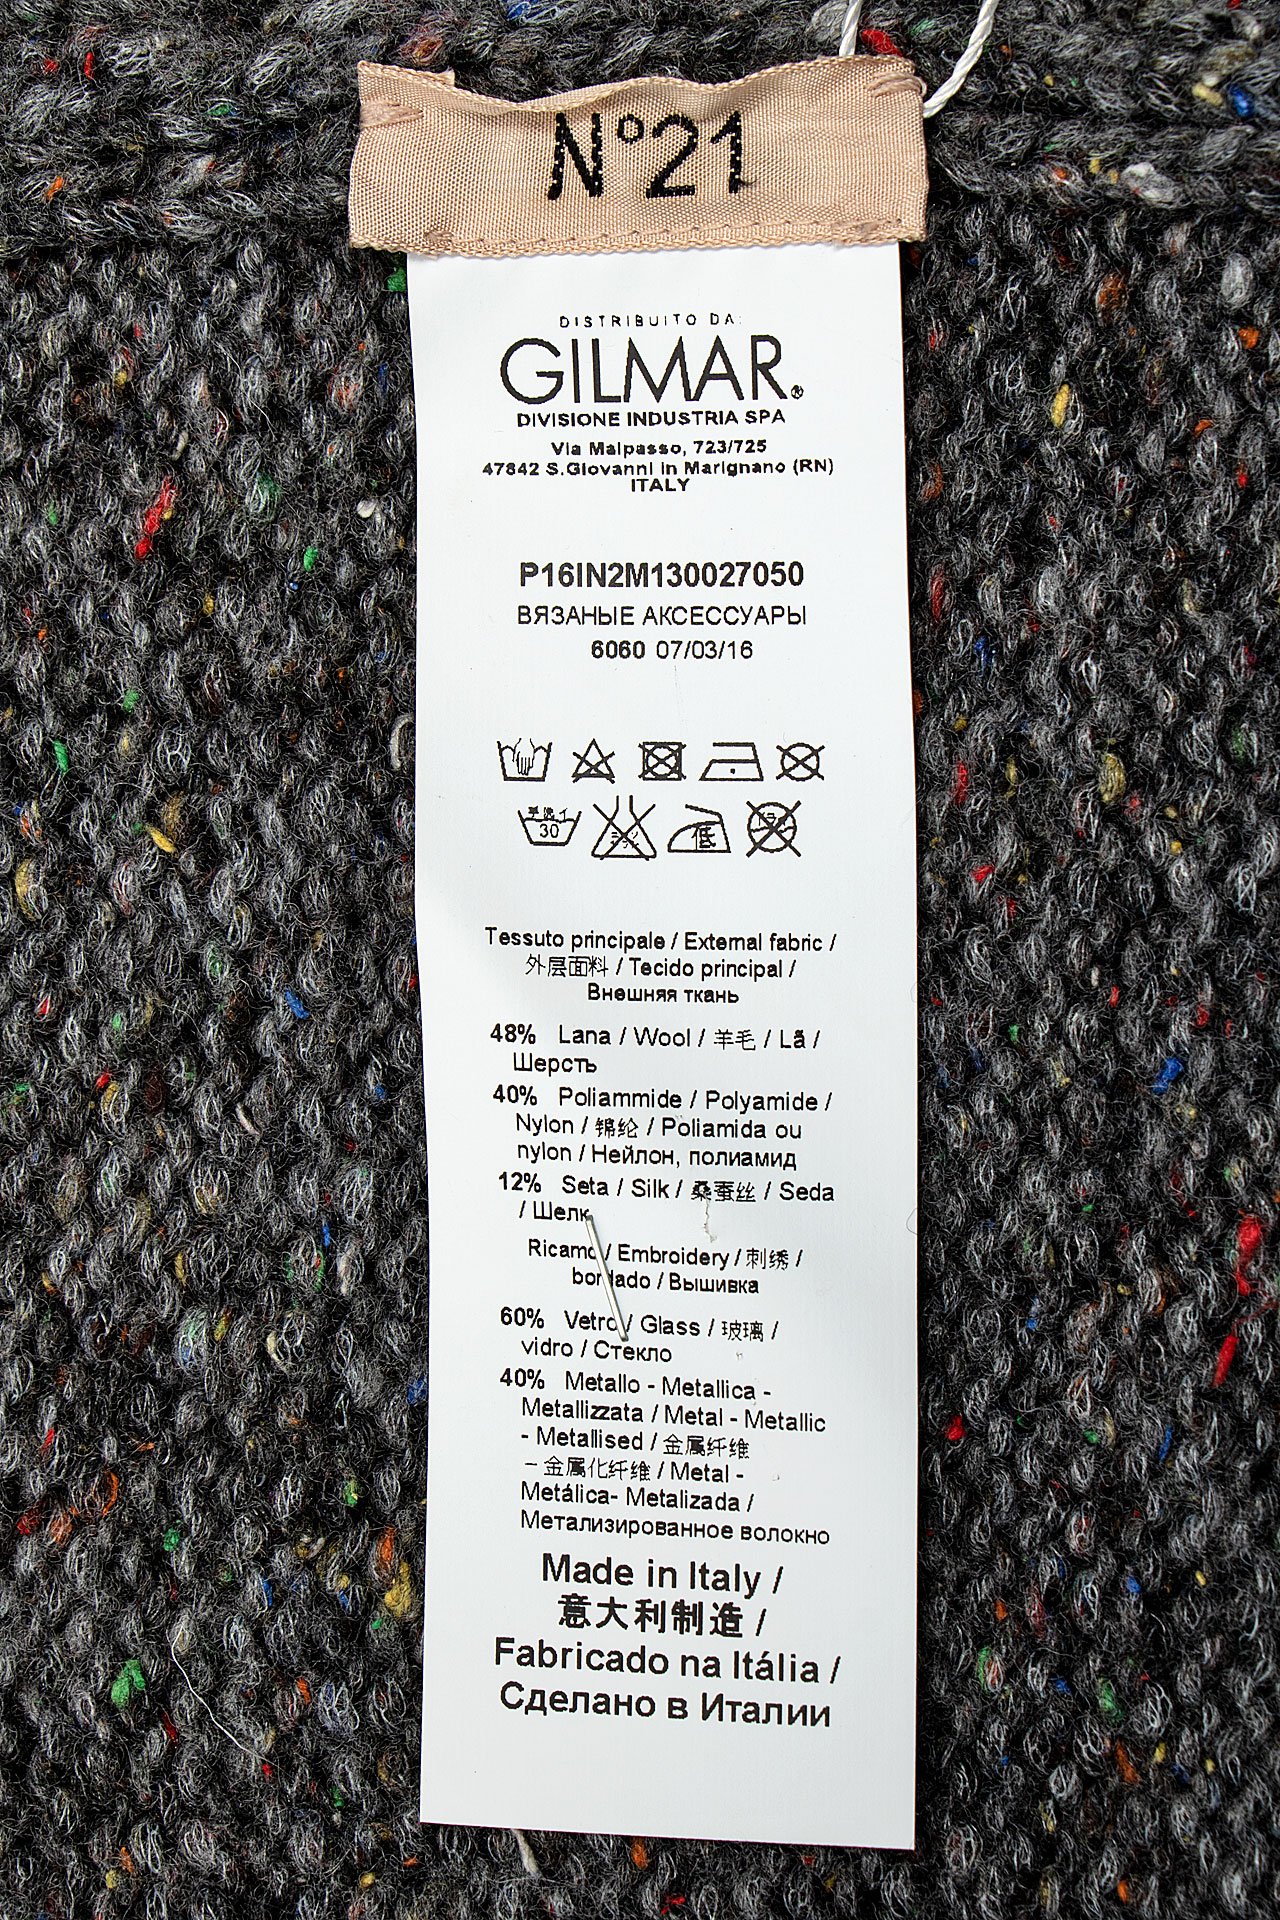 N°21
DISTRIBUITO DA:
GILMAR®
DIVISIONE INDUSTRIA SPA
Via Malpasso, 723/725
47842 S.Giovanni in Marignano (RN)
ITALY
P16IN2M130027050
ВЯЗАНЫЕ АКСЕССУАРЫ
6060 07/03/16
30
低
Tessuto principale / External fabric /
外层面料 / Tecido principal /
Внешняя ткань
48% Lana / Wool / 羊毛 / Lã /
Шерсть
40% Poliammide / Polyamide /
Nylon / 锦纶 / Poliamida ou
nylon / Нейлон, полиамид
12% Seta / Silk / 桑蚕丝 / Seda
/ Шелк
Ricamo / Embroidery / 刺绣 /
bordado / Вышивка
60% Vetro / Glass / 玻璃 /
vidro / Стекло
40% Metallo - Metallica -
Metallizzata / Metal - Metallic
- Metallised / 金属纤维
－金属化纤维 / Metal -
Metálica- Metalizada /
Метализированное волокно
Made in Italy /
意大利制造 /
Fabricado na Itália /
Сделано в Италии